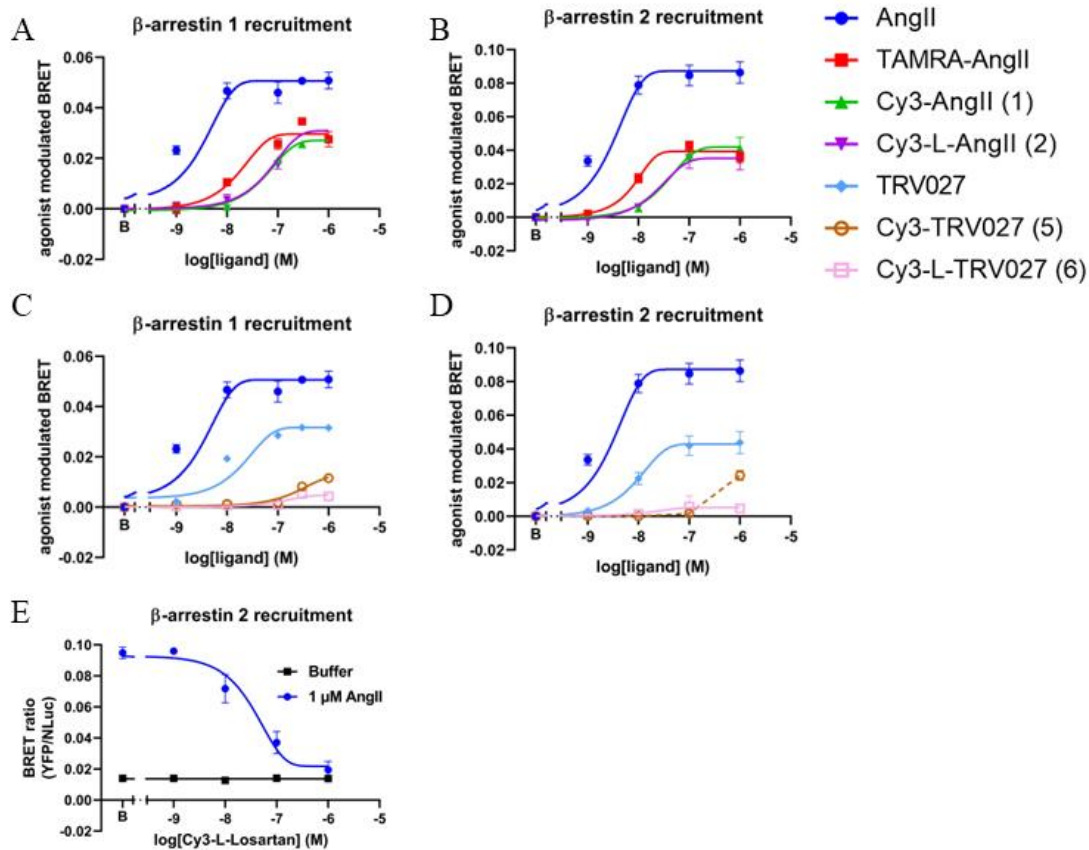 A
β-arrestin 1 recruitment
agonist modulated BRET
0.06
0.04
0.02
0.00
-0.02
B
-9
-8
-7
-6
-5
log[ligand] (M)
B
β-arrestin 2 recruitment
agonist modulated BRET
0.10
0.08
0.06
0.04
0.02
0.00
-0.02
B
-9
-8
-7
-6
-5
log[ligand] (M)
AngII
TAMRA-AngII
Cy3-AngII (1)
Cy3-L-AngII (2)
TRV027
Cy3-TRV027 (5)
Cy3-L-TRV027 (6)
C
β-arrestin 1 recruitment
agonist modulated BRET
0.06
0.04
0.02
0.00
-0.02
B
-9
-8
-7
-6
-5
log[ligand] (M)
D
β-arrestin 2 recruitment
agonist modulated BRET
0.10
0.08
0.06
0.04
0.02
0.00
-0.02
B
-9
-8
-7
-6
-5
log[ligand] (M)
E
β-arrestin 2 recruitment
BRET ratio
(YFP/NLuc)
0.10
0.08
0.06
0.04
0.02
0.00
-0.02
Buffer
1 µM AngII
B
-9
-8
-7
-6
-5
log[Cy3-L-Losartan] (M)